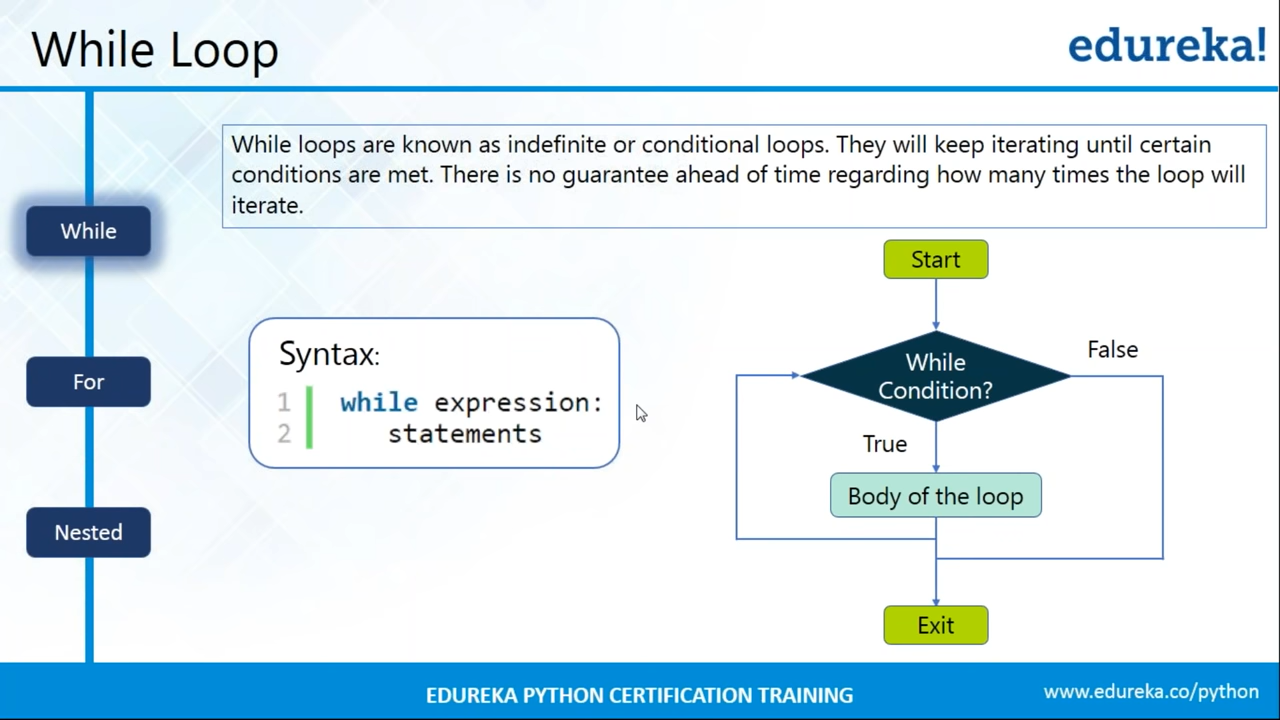 While Loop
edureka!
While loops are known as indefinite or conditional loops. They will keep iterating until certain
conditions are met. There is no guarantee ahead of time regarding how many times the loop will
iterate.
While
For
Nested
Syntax:
1 while expression:
2 statements
Start
While
Condition?
False
True
Body of the loop
Exit
EDUREKA PYTHON CERTIFICATION TRAINING
www.edureka.co/python